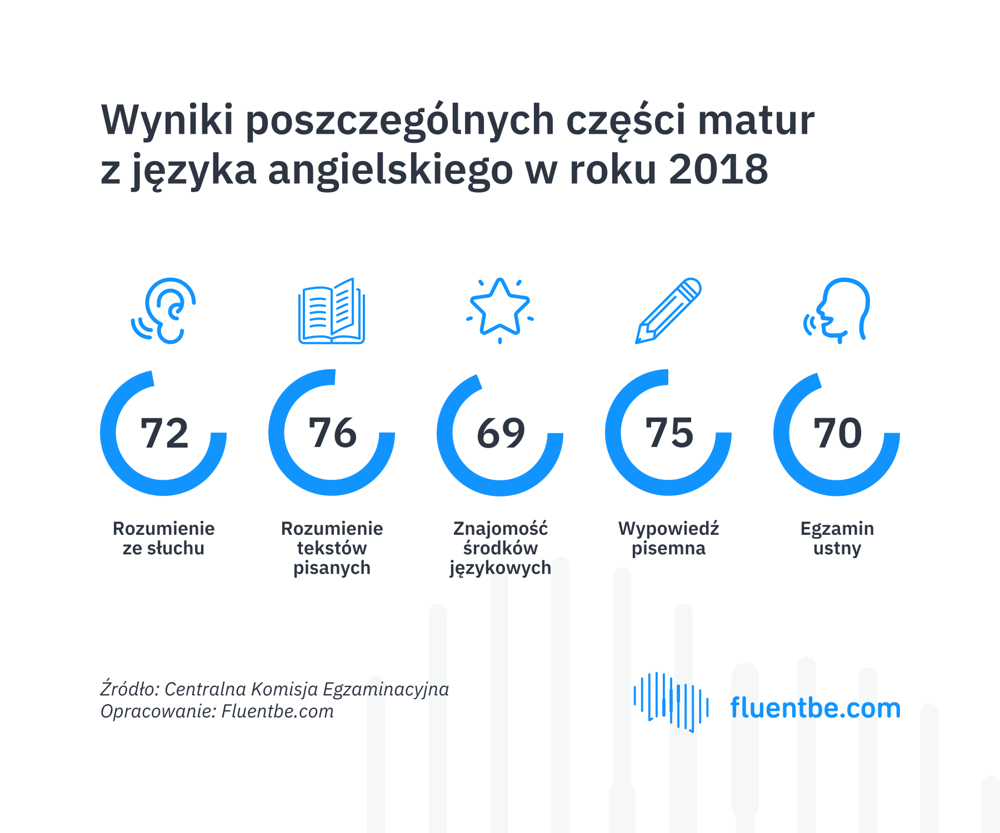 Wyniki poszczególnych części matur
z języka angielskiego w roku 2018
72
76
69
75
70
Rozumienie
ze słuchu
Rozumienie
tekstów
pisanych
Znajomość
środków
językowych
Wypowiedź
pisemna
Egzamin
ustny
Źródło: Centralna Komisja Egzaminacyjna
Opracowanie: Fluentbe.com
fluentbe.com